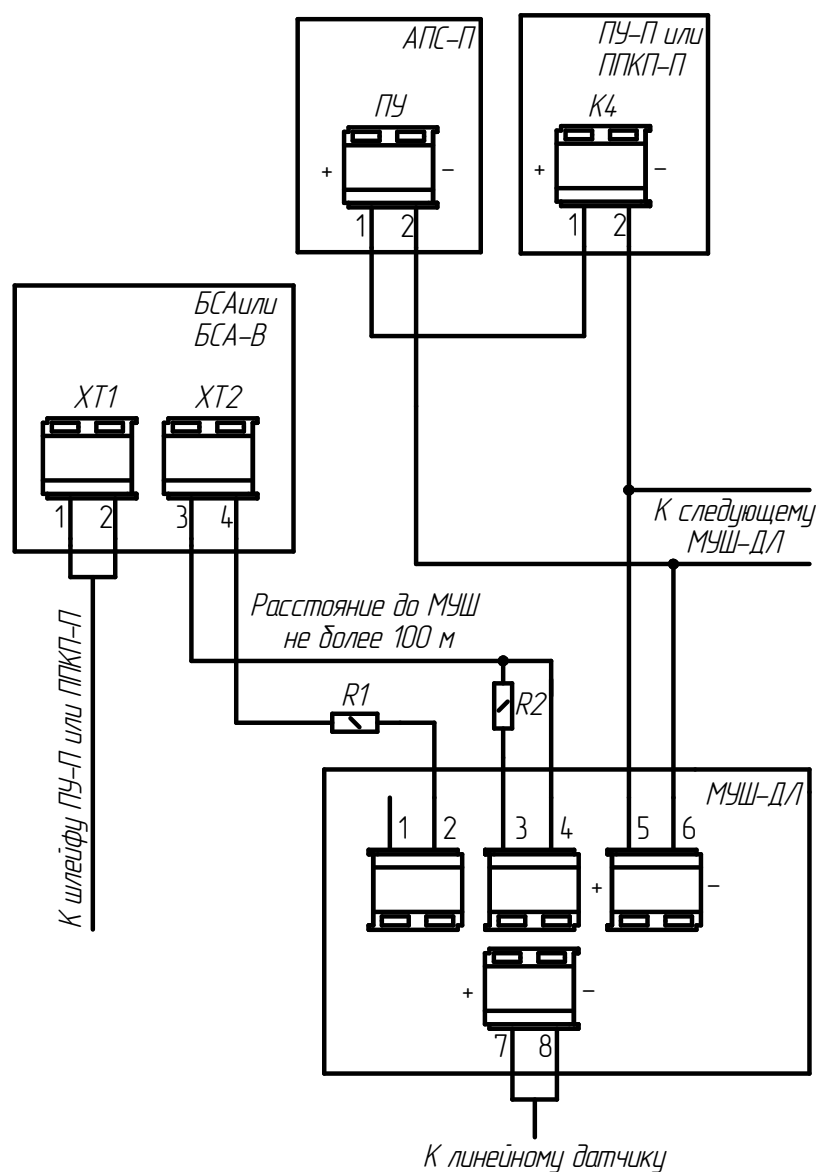 АПС-П
ПУ
+ -
1 2
ПУ-П или
ППКП-П
К4
+ -
1 2
БСАили
БСА-В
ХТ1 ХТ2
1 2 3 4
К следующему
МУШ-ДЛ
Расстояние до МУШ
не более 100 м
R1
R2
К шлейфу ПУ-П или ППКП-П
МУШ-ДЛ
1 2 3 4 5 6
+ -
+ -
7 8
К линейному датчику